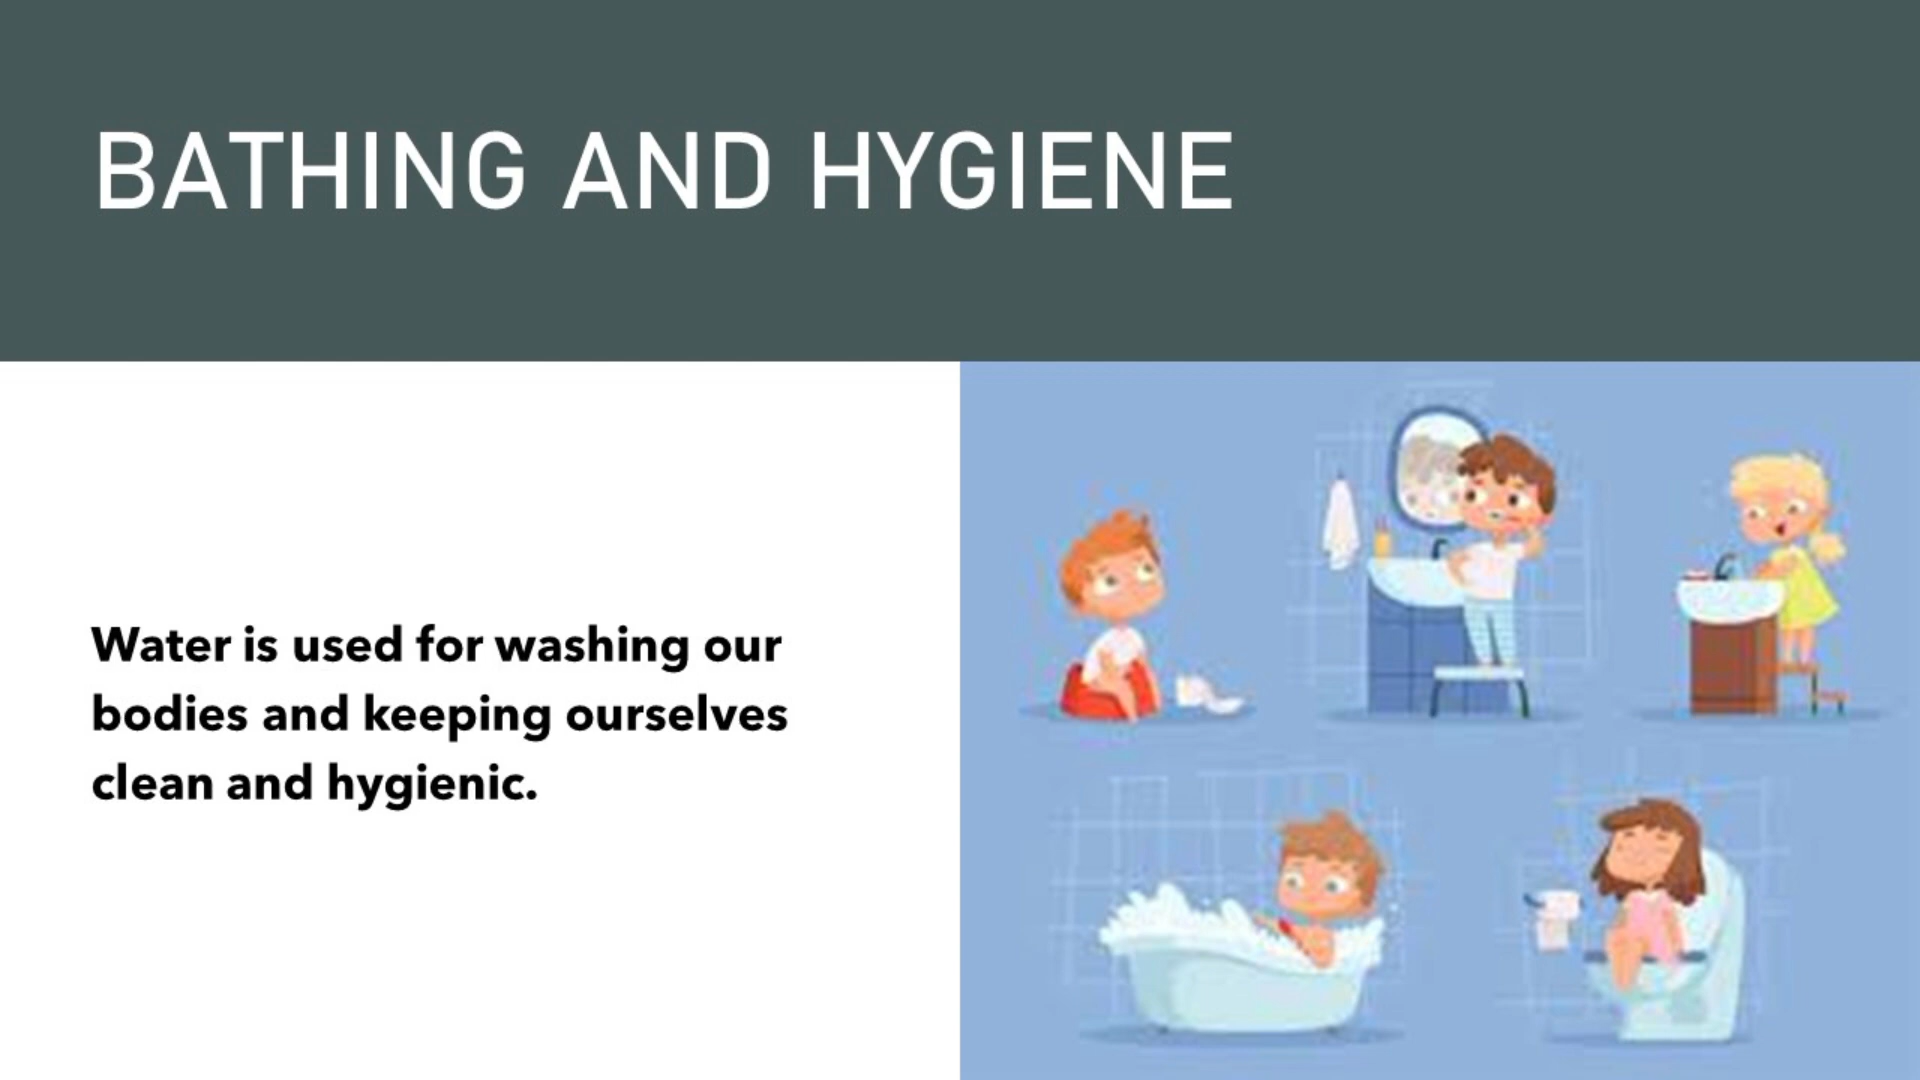 BATHING AND HYGIENE
Water is used for washing our
bodies and keeping ourselves
clean and hygienic.